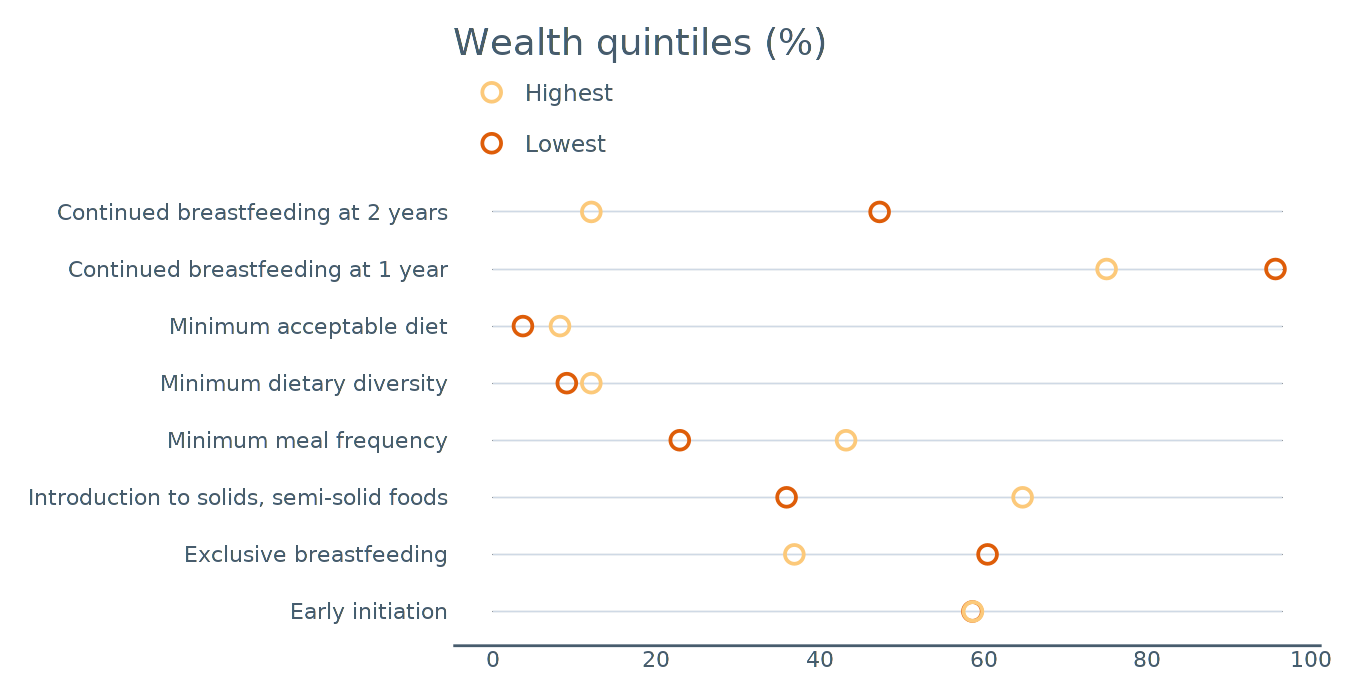 Wealth quintiles (%)
Highest
Lowest
Continued breastfeeding at 2 years
Continued breastfeeding at 1 year
Minimum acceptable diet
Minimum dietary diversity
Minimum meal frequency
Introduction to solids, semi-solid foods
Exclusive breastfeeding
Early initiation
0 20 40 60 80 100